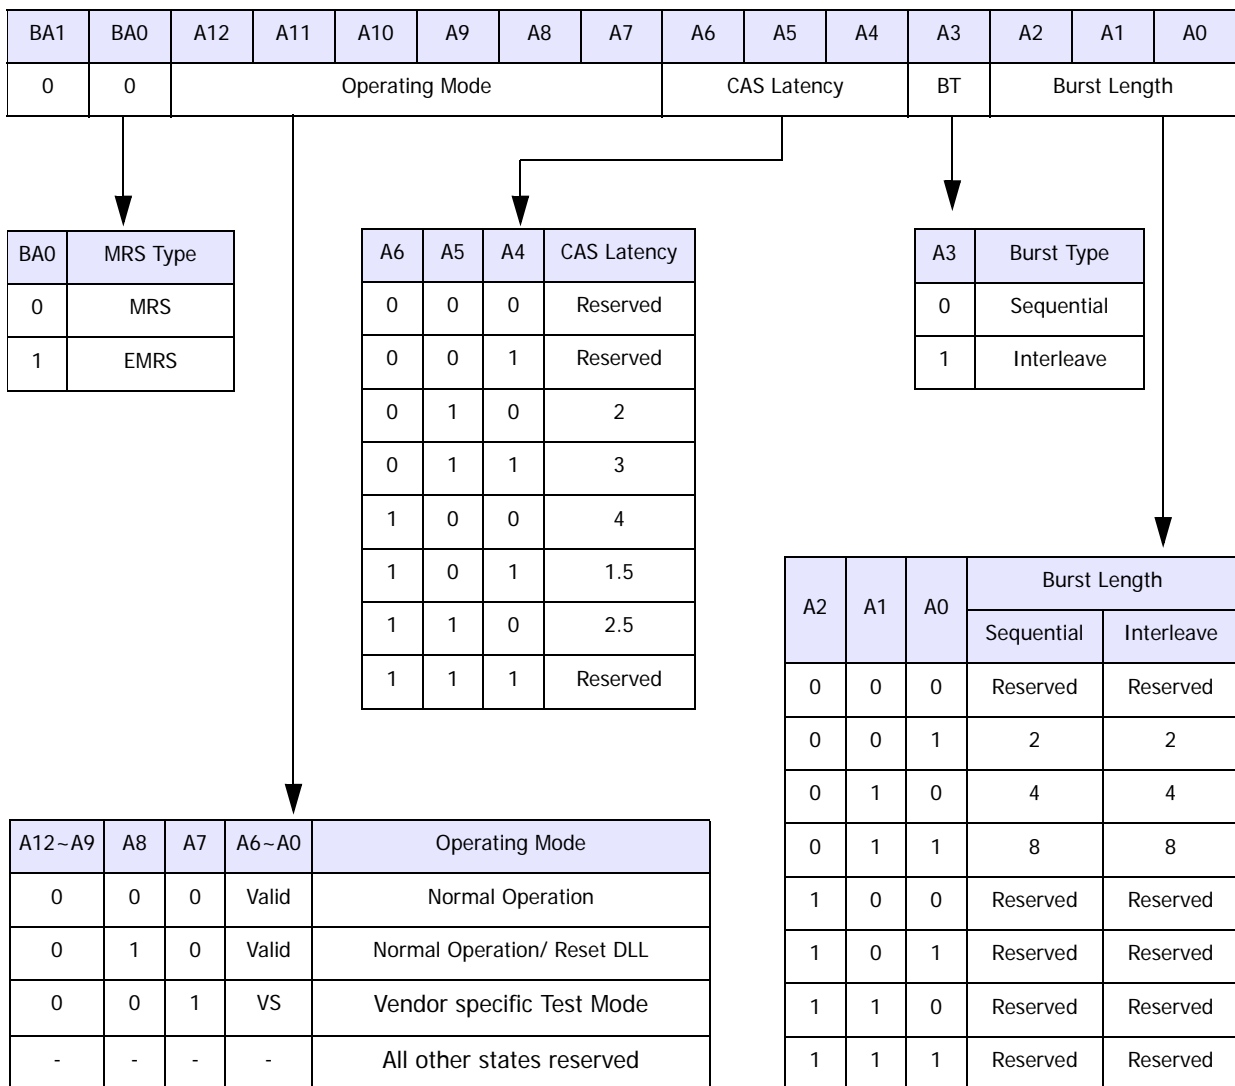 BA1 BA0 A12 A11 A10 A9 A8 A7 A6 A5 A4 A3 A2 A1 A0
0 0 Operating Mode CAS Latency BT Burst Length
BA0 MRS Type
0 MRS
1 EMRS
A6 A5 A4 CAS Latency
0 0 0 Reserved
0 0 1 Reserved
0 1 0 2
0 1 1 3
1 0 0 4
1 0 1 1.5
1 1 0 2.5
1 1 1 Reserved
A3 Burst Type
0 Sequential
1 Interleave
A2 A1 A0 Burst Length
Sequential Interleave
0 0 0 Reserved Reserved
0 0 1 2 2
0 1 0 4 4
0 1 1 8 8
1 0 0 Reserved Reserved
1 0 1 Reserved Reserved
1 1 0 Reserved Reserved
1 1 1 Reserved Reserved
A12~A9 A8 A7 A6~A0 Operating Mode
0 0 0 Valid Normal Operation
0 1 0 Valid Normal Operation/ Reset DLL
0 0 1 VS Vendor specific Test Mode
- - - - All other states reserved